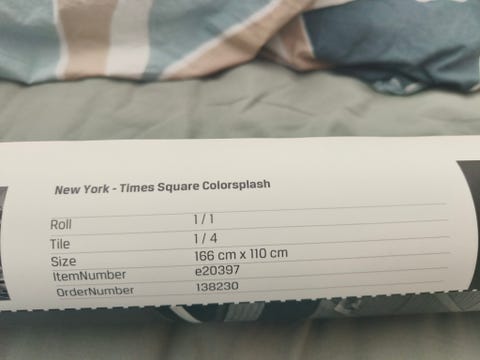 New York - Times Square Colorsplash
Roll 1 / 1
Tile 1 / 4
Size 166 cm x 110 cm
ItemNumber e20397
OrderNumber 138230